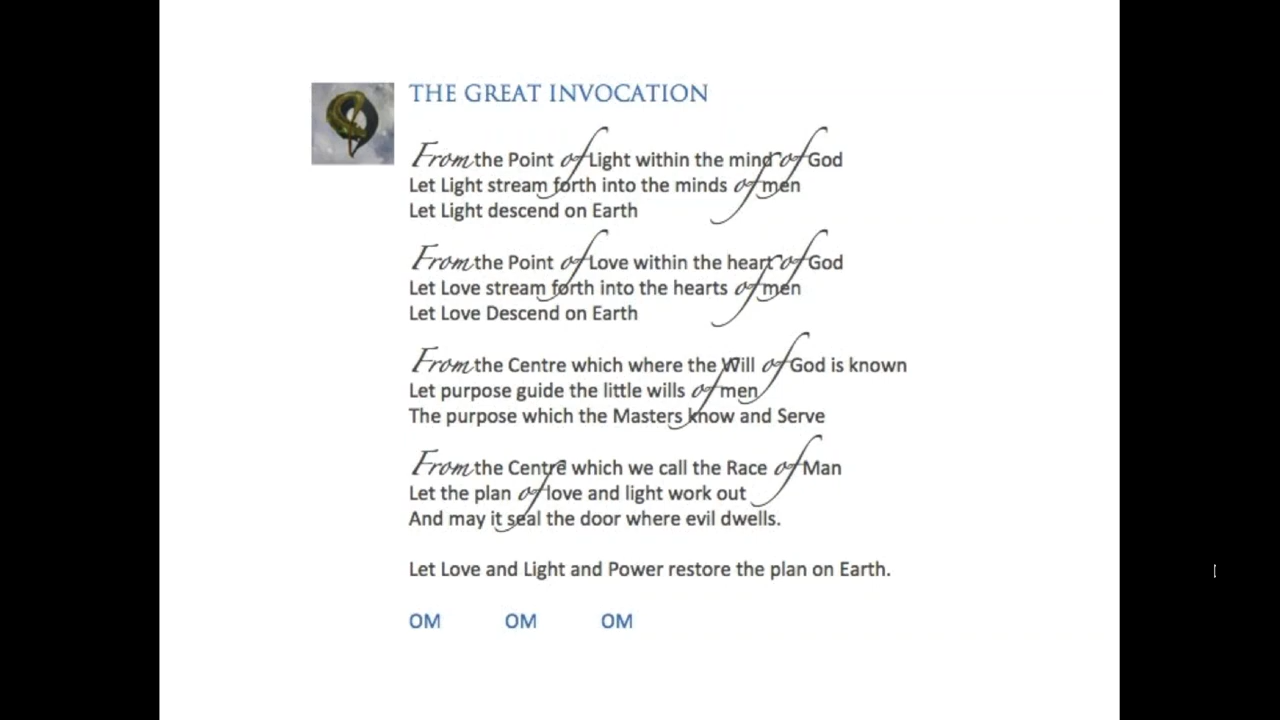 THE GREAT INVOCATION
From the Point of Light within the mind of God
Let Light stream forth into the minds of men
Let Light descend on Earth
From the Point of Love within the heart of God
Let Love stream forth into the hearts of men
Let Love Descend on Earth
From the Centre which where the Will of God is known
Let purpose guide the little wills of men
The purpose which the Masters know and Serve
From the Centre which we call the Race of Man
Let the plan of love and light work out
And may it seal the door where evil dwells.
Let Love and Light and Power restore the plan on Earth.
OM OM OM